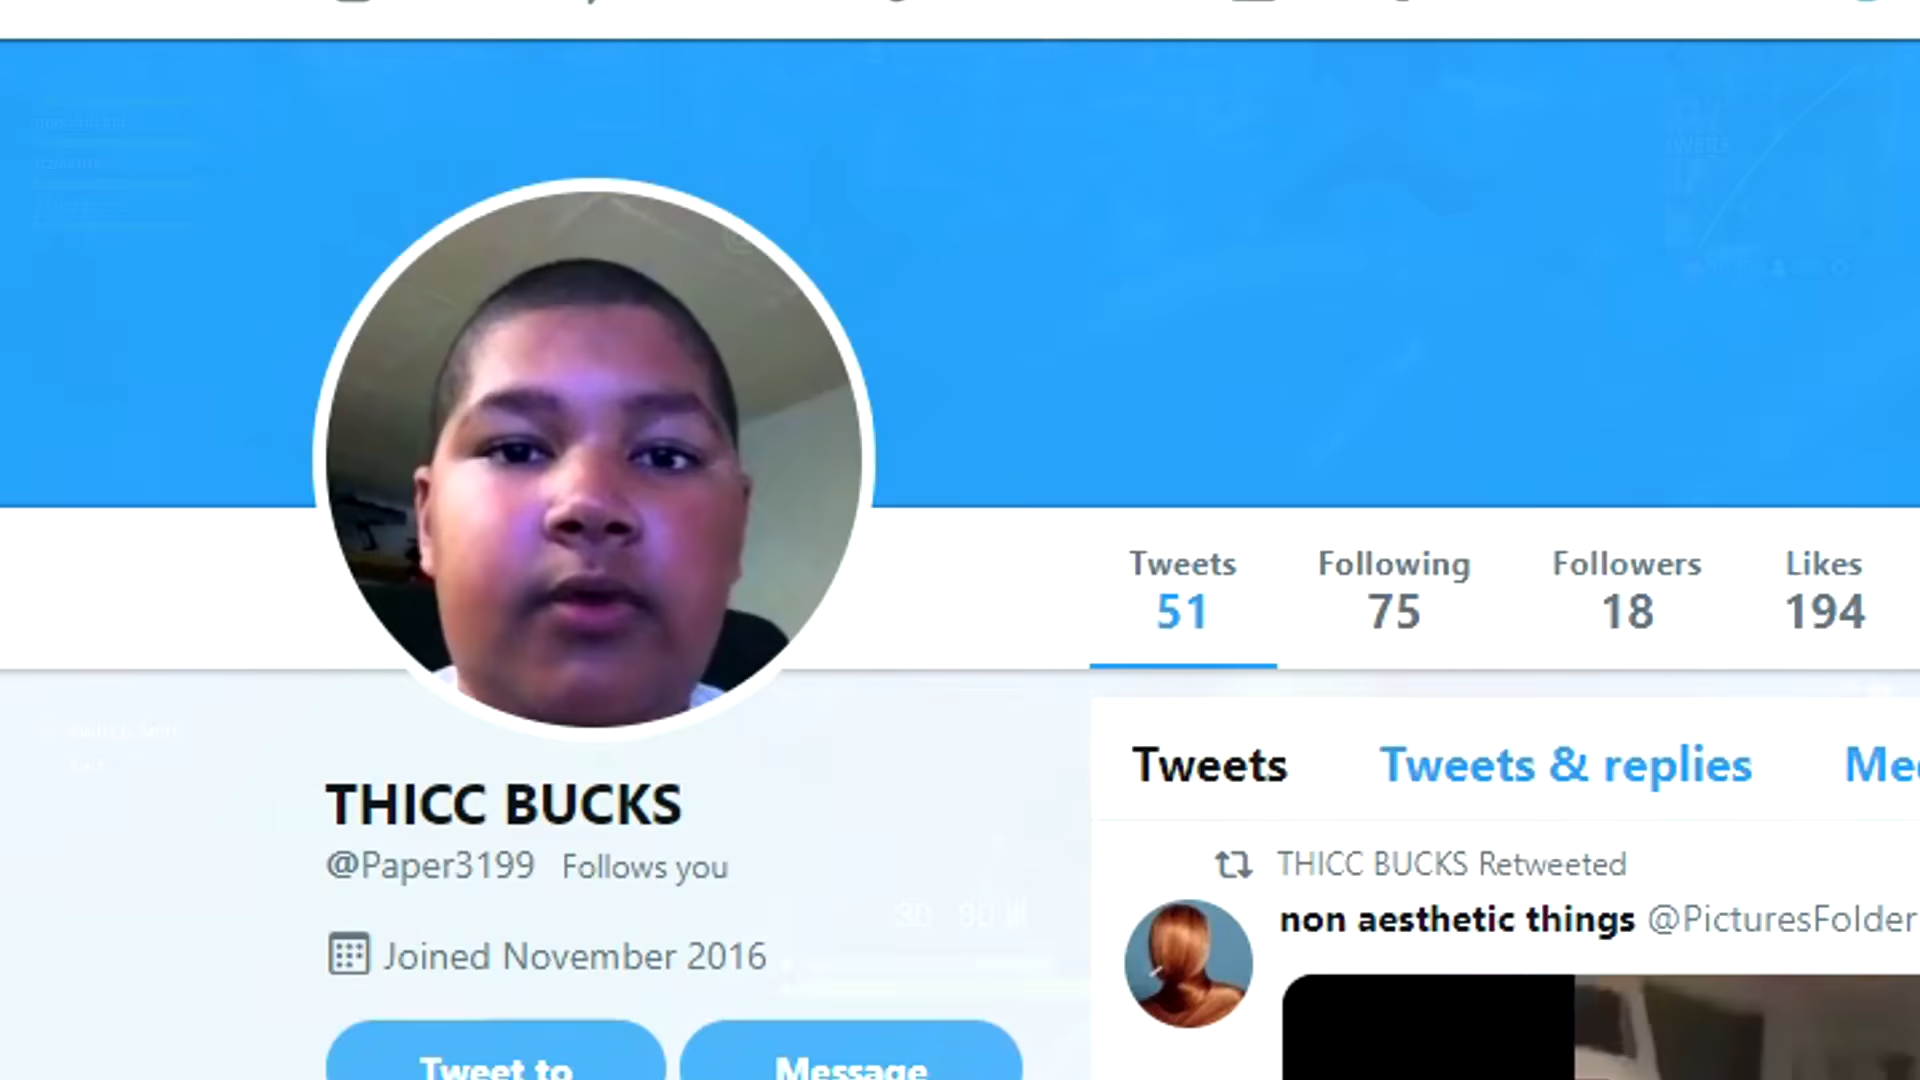 Tweets Following Followers Likes
51 75 18 194
Tweets Tweets & replies
THICC BUCKS
@Paper3199 Follows you
Joined November 2016
Tweet to Message
THICC BUCKS Retweeted
non aesthetic things @PicturesFolder